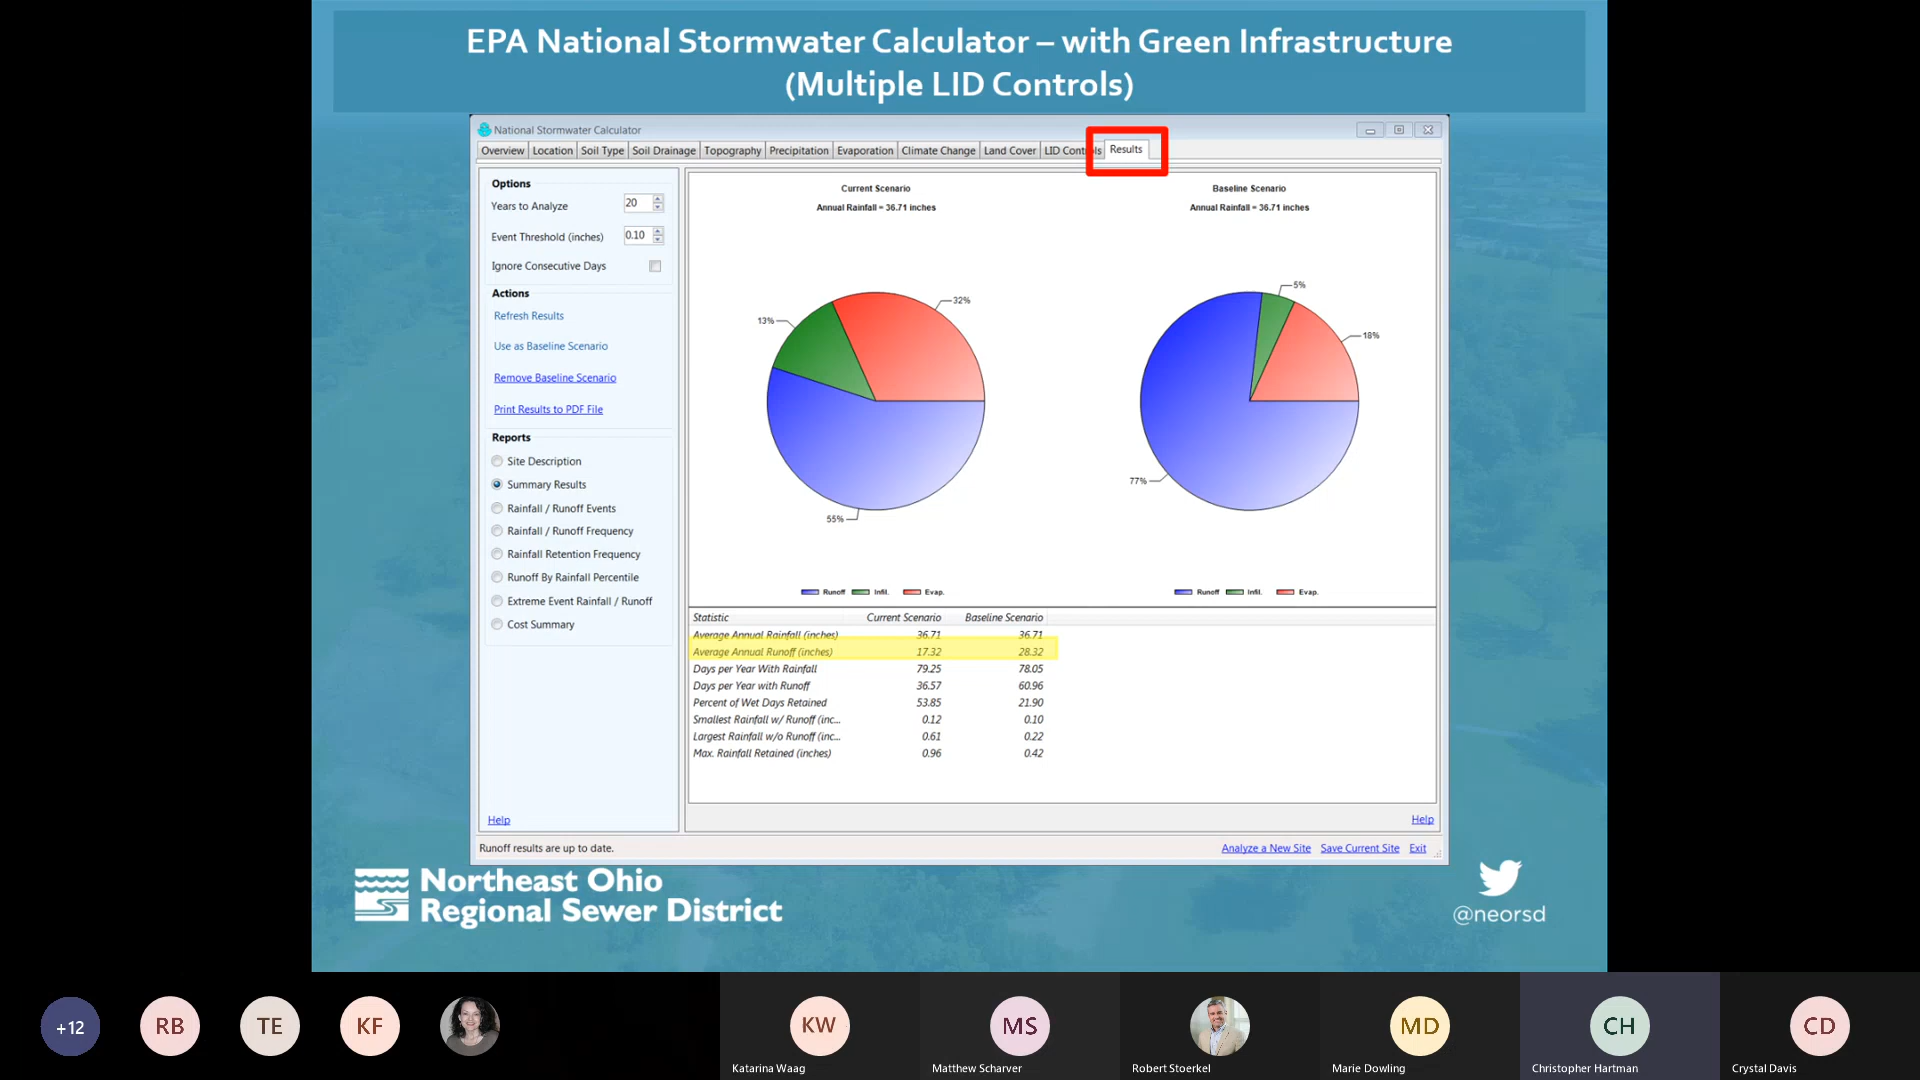 EPA National Stormwater Calculator – with Green Infrastructure
(Multiple LID Controls)
National Stormwater Calculator
Overview Location Soil Type Soil Drainage Topography Precipitation Evaporation Climate Change Land Cover LID Controls Results
Options
Years to Analyze 20
Event Threshold (inches) 0.10
Ignore Consecutive Days
Actions
Refresh Results
Use as Baseline Scenario
Remove Baseline Scenario
Print Results to PDF File
Reports
Site Description
Summary Results
Rainfall / Runoff Events
Rainfall / Runoff Frequency
Rainfall Retention Frequency
Runoff By Rainfall Percentile
Extreme Event Rainfall / Runoff
Cost Summary
Help
Current Scenario
Annual Rainfall = 36.71 inches
32%
13%
55%
Runoff Infil. Evap.
Baseline Scenario
Annual Rainfall = 36.71 inches
5%
18%
77%
Runoff Infil. Evap.
Statistic Current Scenario Baseline Scenario
Average Annual Rainfall (inches) 36.71 36.71
Average Annual Runoff (inches) 17.32 28.32
Days per Year With Rainfall 79.25 78.05
Days per Year with Runoff 36.57 60.96
Percent of Wet Days Retained 53.85 21.90
Smallest Rainfall w/ Runoff (inc... 0.12 0.10
Largest Rainfall w/o Runoff (inc... 0.61 0.22
Max. Rainfall Retained (inches) 0.96 0.42
Help
Runoff results are up to date.
Analyze a New Site Save Current Site Exit
Northeast Ohio
Regional Sewer District
@neorsd
+12 RB TE KF KW MS MD CH CD
Katarina Waag Matthew Scharver Robert Stoerkel Marie Dowling Christopher Hartman Crystal Davis